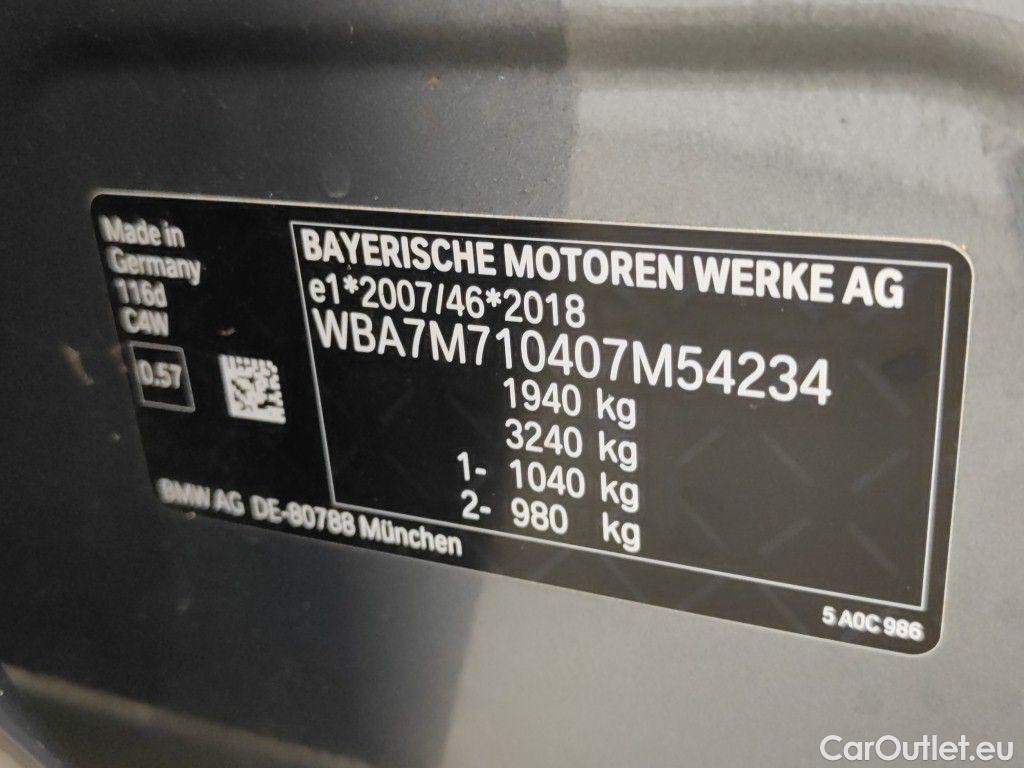 Made in
Germany
116d
C4W
0.57
BAYERISCHE MOTOREN WERKE AG
e1*2007/46*2018
WBA7M710407M54234
1940 kg
3240 kg
1- 1040 kg
2- 980 kg
BMW AG DE-80788 München
5 A0C 986
CarOutlet.eu